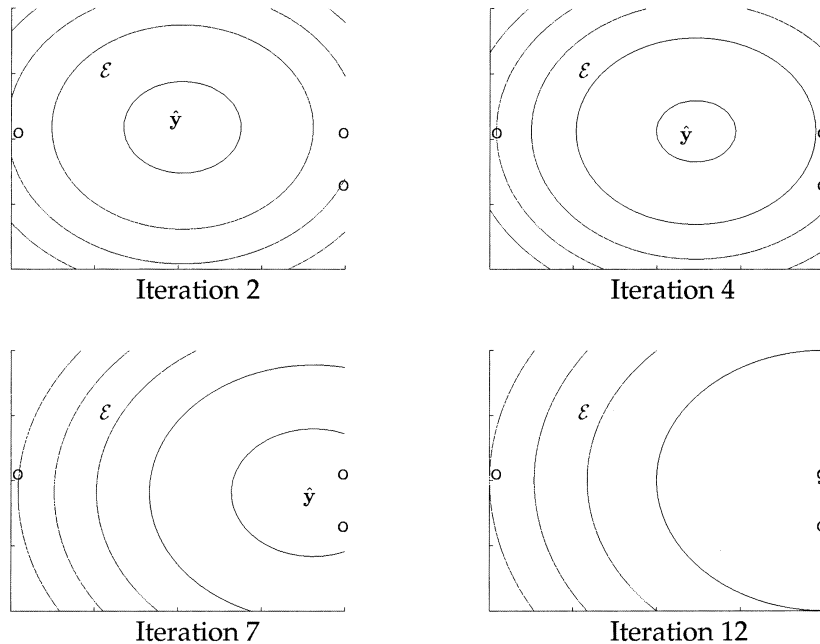 ℰ
ŷ
Iteration 2
ℰ
ŷ
Iteration 4
ℰ
ŷ
Iteration 7
ℰ
Iteration 12